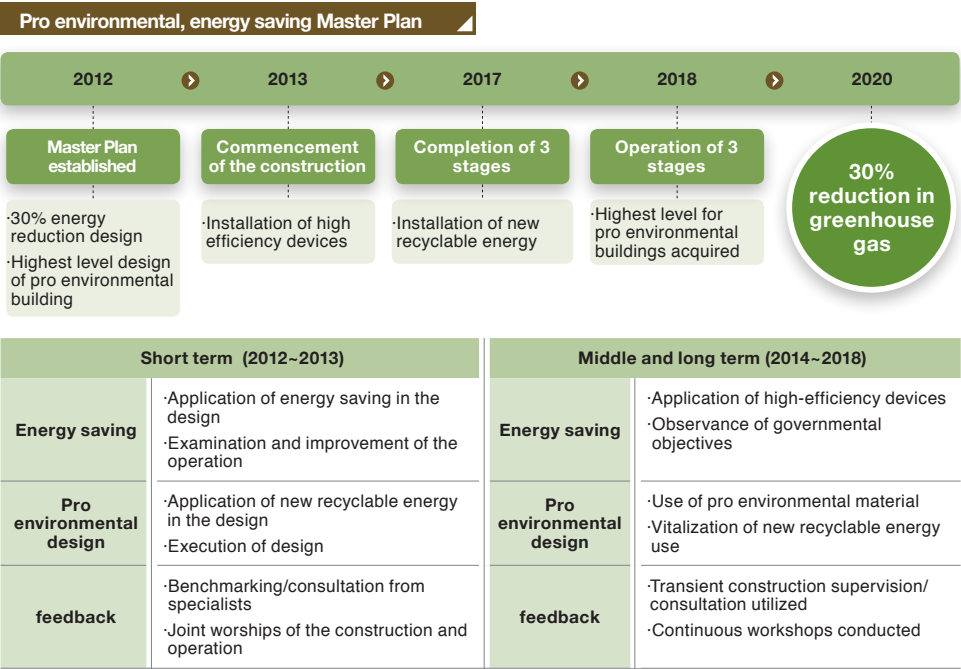 Pro environmental, energy saving Master Plan
2012
2013
2017
2018
2020
Master Plan
established
·30% energy
reduction design
·Highest level design
of pro environmental
building
Commencement
of the construction
·Installation of high
efficiency devices
Completion of 3
stages
·Installation of new
recyclable energy
Operation of 3
stages
·Highest level for
pro environmental
buildings acquired
30%
reduction in
greenhouse
gas
Short term (2012~2013)
Energy saving
·Application of energy saving in the
design
·Examination and improvement of the
operation
Pro
environmental
design
·Application of new recyclable energy
in the design
·Execution of design
feedback
·Benchmarking/consultation from
specialists
·Joint worships of the construction and
operation
Middle and long term (2014~2018)
Energy saving
·Application of high-efficiency devices
·Observance of governmental
objectives
Pro
environmental
design
·Use of pro environmental material
·Vitalization of new recyclable energy
use
feedback
·Transient construction supervision/
consultation utilized
·Continuous workshops conducted